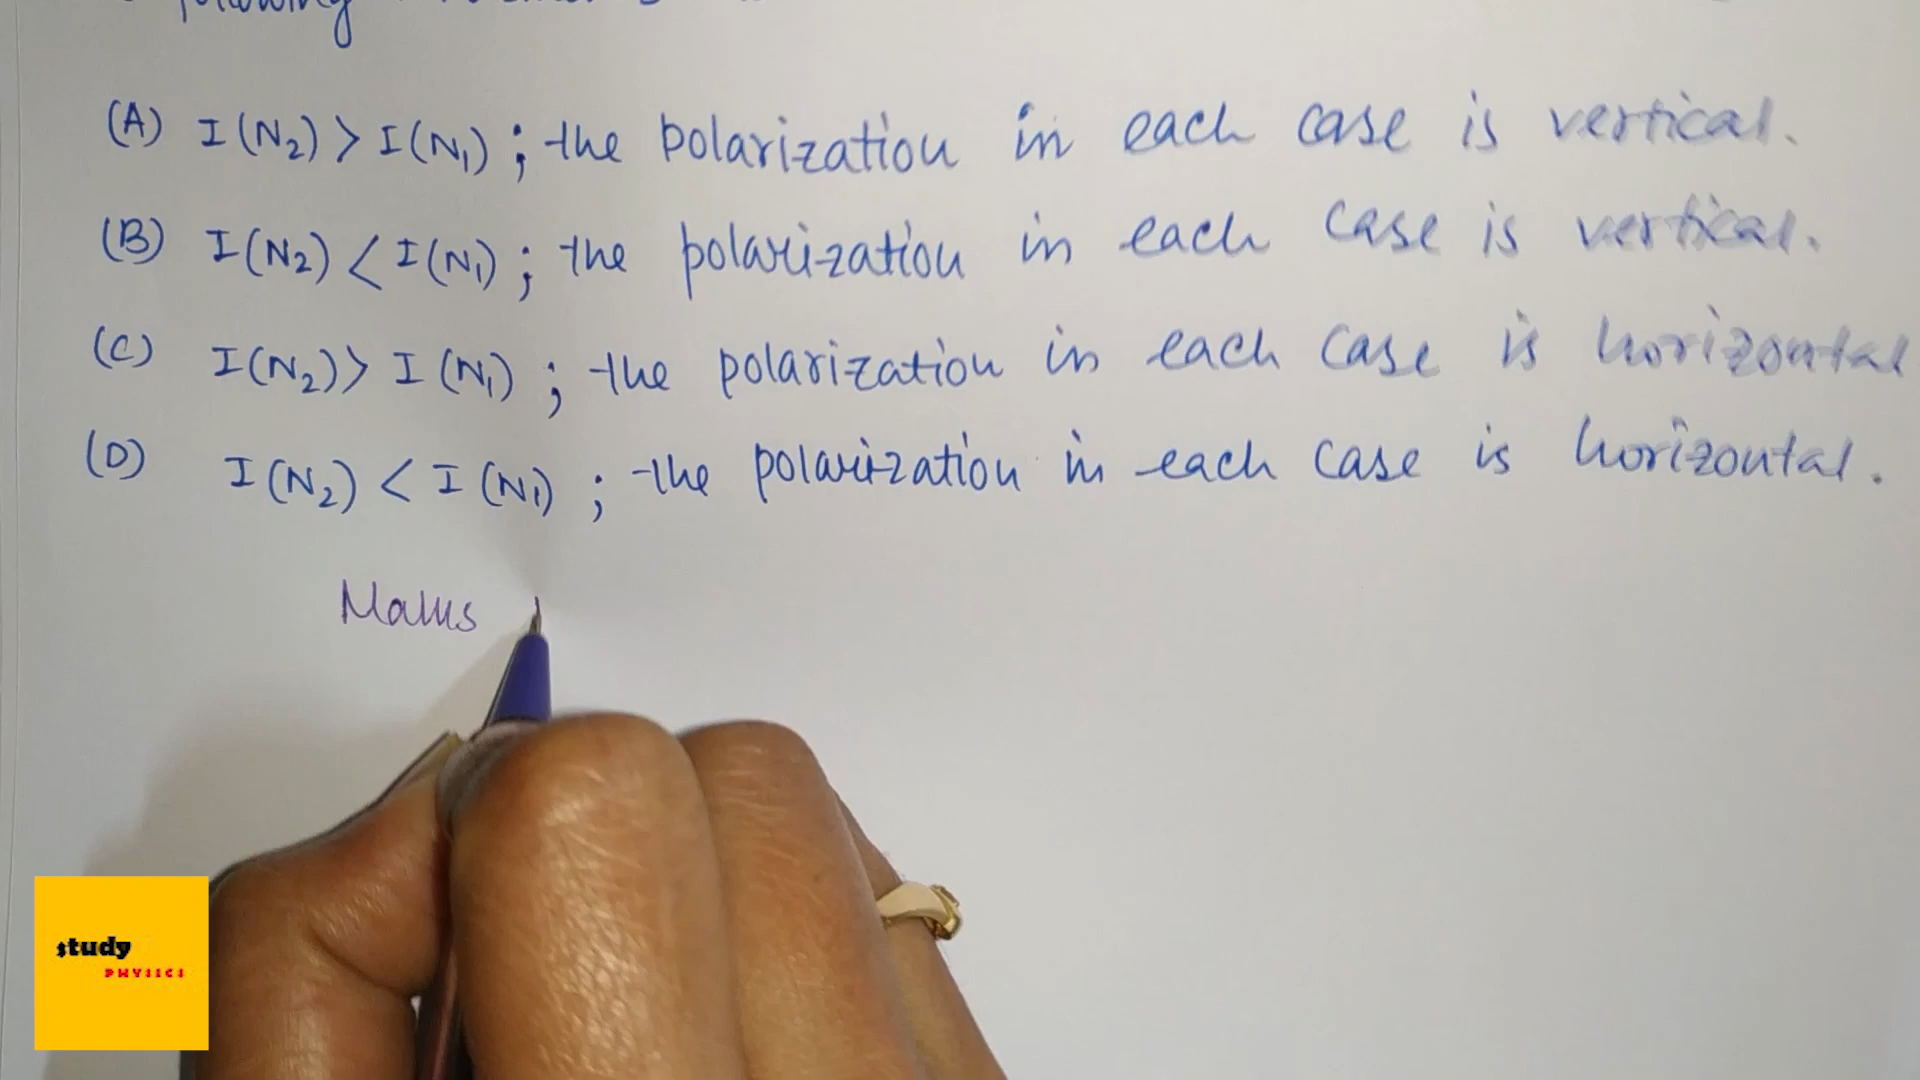 following
(A) I(N₂) > I(N₁) ; the polarization in each case is vertical.
(B) I(N₂) < I(N₁) ; the polarization in each case is vertical.
(C) I(N₂) > I(N₁) ; the polarization in each case is horizontal
(D) I(N₂) < I(N₁) ; the polarization in each case is horizontal.
Malus
study
PHYSICS